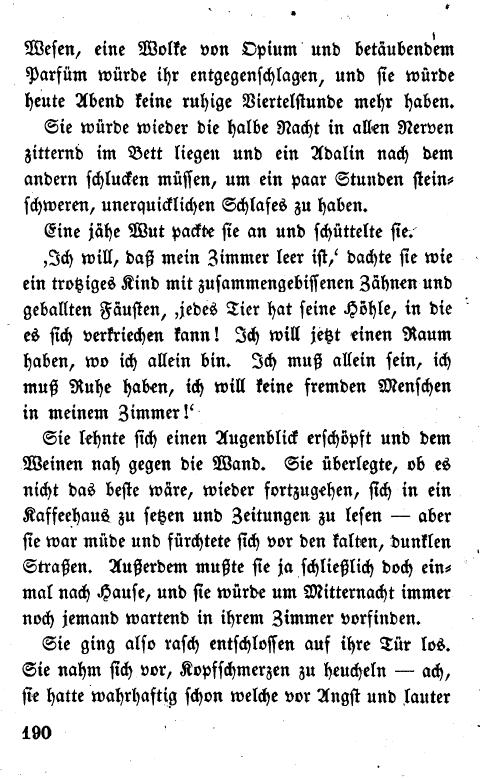 Wesen, eine Wolke von Opium und betäubendem
Parfüm würde ihr entgegenschlagen, und sie würde
heute Abend keine ruhige Viertelstunde mehr haben.
Sie würde wieder die halbe Nacht in allen Nerven
zitternd im Bett liegen und ein Adalin nach dem
andern schlucken müssen, um ein paar Stunden stein-
schweren, unerquicklichen Schlafes zu haben.
Eine jähe Wut packte sie an und schüttelte sie.
‚Ich will, daß mein Zimmer leer ist,‘ dachte sie wie
ein trotziges Kind mit zusammengebissenen Zähnen und
geballten Fäusten, ‚jedes Tier hat seine Höhle, in die
es sich verkriechen kann! Ich will jetzt einen Raum
haben, wo ich allein bin. Ich muß allein sein, ich
muß Ruhe haben, ich will keine fremden Menschen
in meinem Zimmer!‘
Sie lehnte sich einen Augenblick erschöpft und dem
Weinen nah gegen die Wand. Sie überlegte, ob es
nicht das beste wäre, wieder fortzugehen, sich in ein
Kaffeehaus zu setzen und Zeitungen zu lesen — aber
sie war müde und fürchtete sich vor den kalten, dunklen
Straßen. Außerdem mußte sie ja schließlich doch ein-
mal nach Hause, und sie würde um Mitternacht immer
noch jemand wartend in ihrem Zimmer vorfinden.
Sie ging also rasch entschlossen auf ihre Tür los.
Sie nahm sich vor, Kopfschmerzen zu heucheln — ach,
sie hatte wahrhaftig schon welche vor Angst und lauter
190